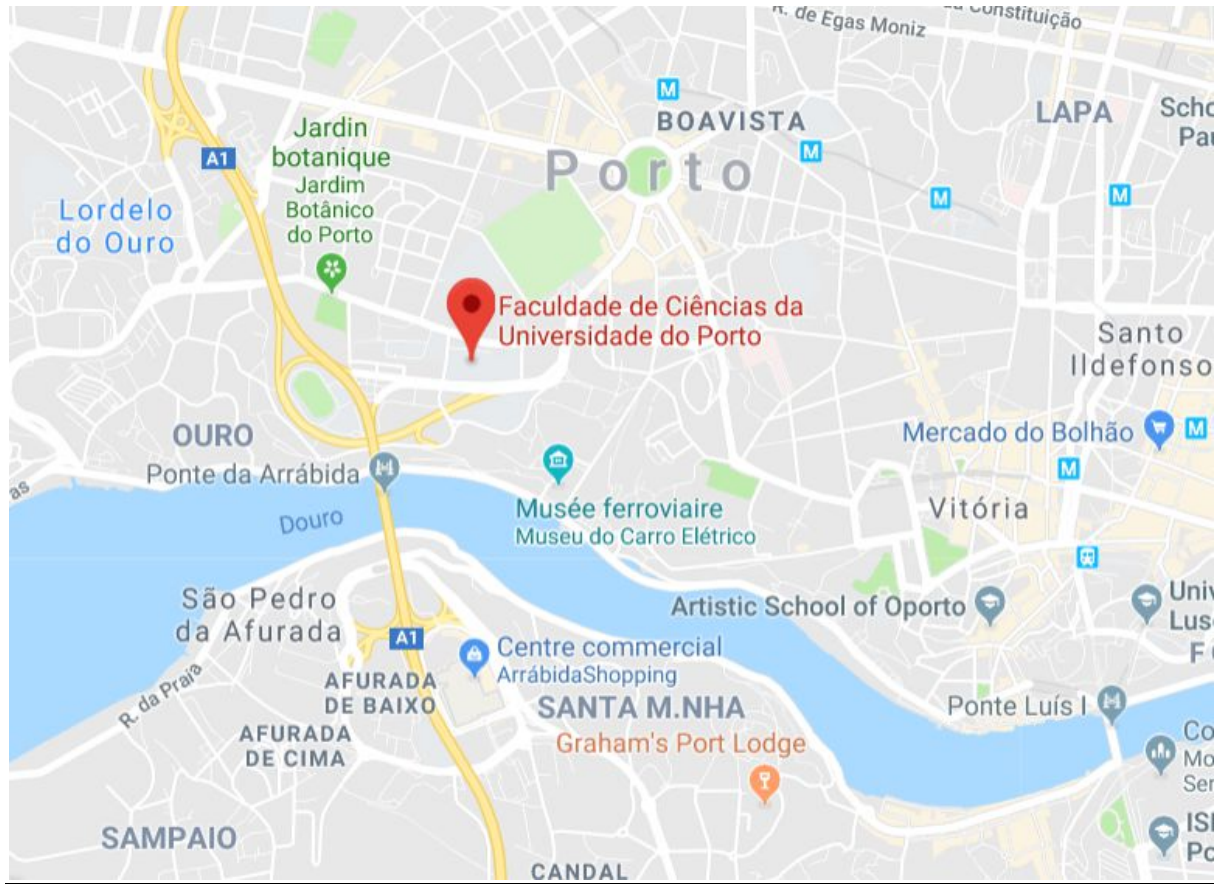 R. de Egas Moniz
Constituição
M
BOAVISTA
LAPA
Porto
M
M
M
A1
Jardin
botanique
Jardim
Botânico
do Porto
Lordelo
do Ouro
Faculdade de Ciências da
Universidade do Porto
Santo
Ildefonso
OURO
Mercado do Bolhão
M
M
Ponte da Arrábida
Douro
Musée ferroviaire
Museu do Carro Elétrico
Vitória
São Pedro
da Afurada
Artistic School of Oporto
A1
Centre commercial
ArrábidaShopping
R. da Praia
AFURADA
DE BAIXO
SANTA M.NHA
Ponte Luís I
AFURADA
DE CIMA
Graham's Port Lodge
SAMPAIO
CANDAL